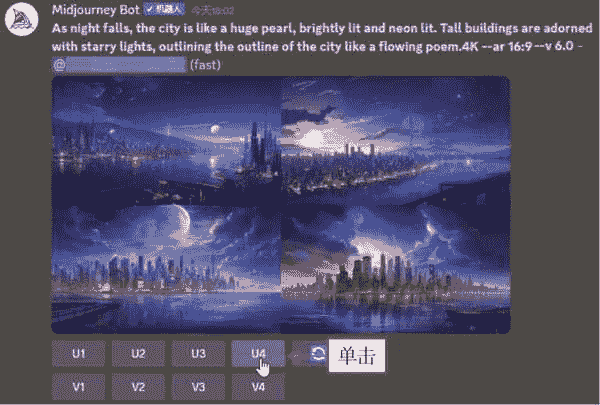 Midjourney Bot ✓机器人 今天18:02
As night falls, the city is like a huge pearl, brightly lit and neon lit. Tall buildings are adorned
with starry lights, outlining the outline of the city like a flowing poem.4K --ar 16:9 --v 6.0 -
@ (fast)
U1 U2 U3 U4 单击
V1 V2 V3 V4